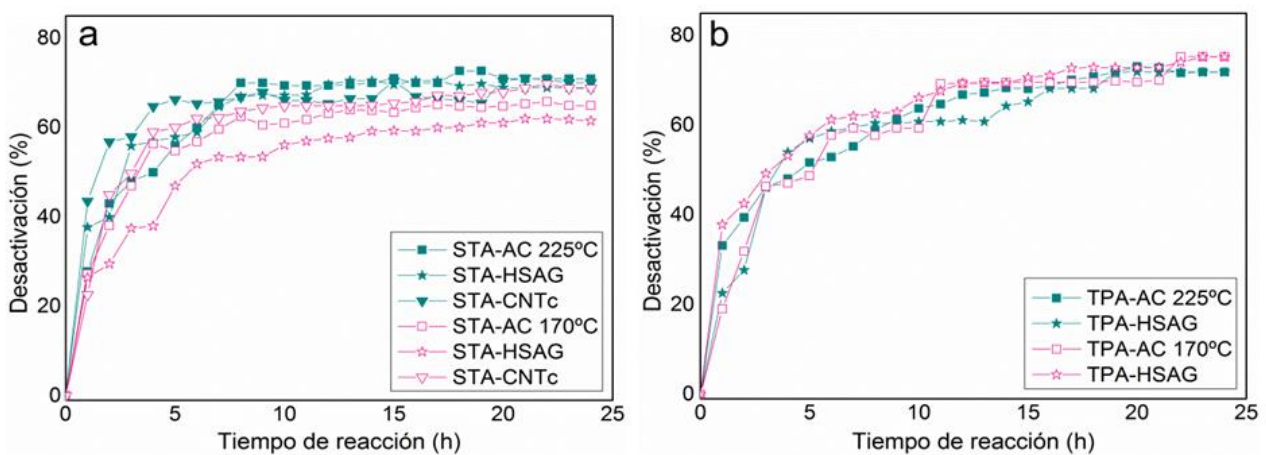 a
80
60
40
20
0
0 5 10 15 20 25
Desactivación (%)
Tiempo de reacción (h)
STA-AC 225ºC
STA-HSAG
STA-CNTc
STA-AC 170ºC
STA-HSAG
STA-CNTc
b
80
60
40
20
0
0 5 10 15 20 25
Desactivación (%)
Tiempo de reacción (h)
TPA-AC 225ºC
TPA-HSAG
TPA-AC 170ºC
TPA-HSAG